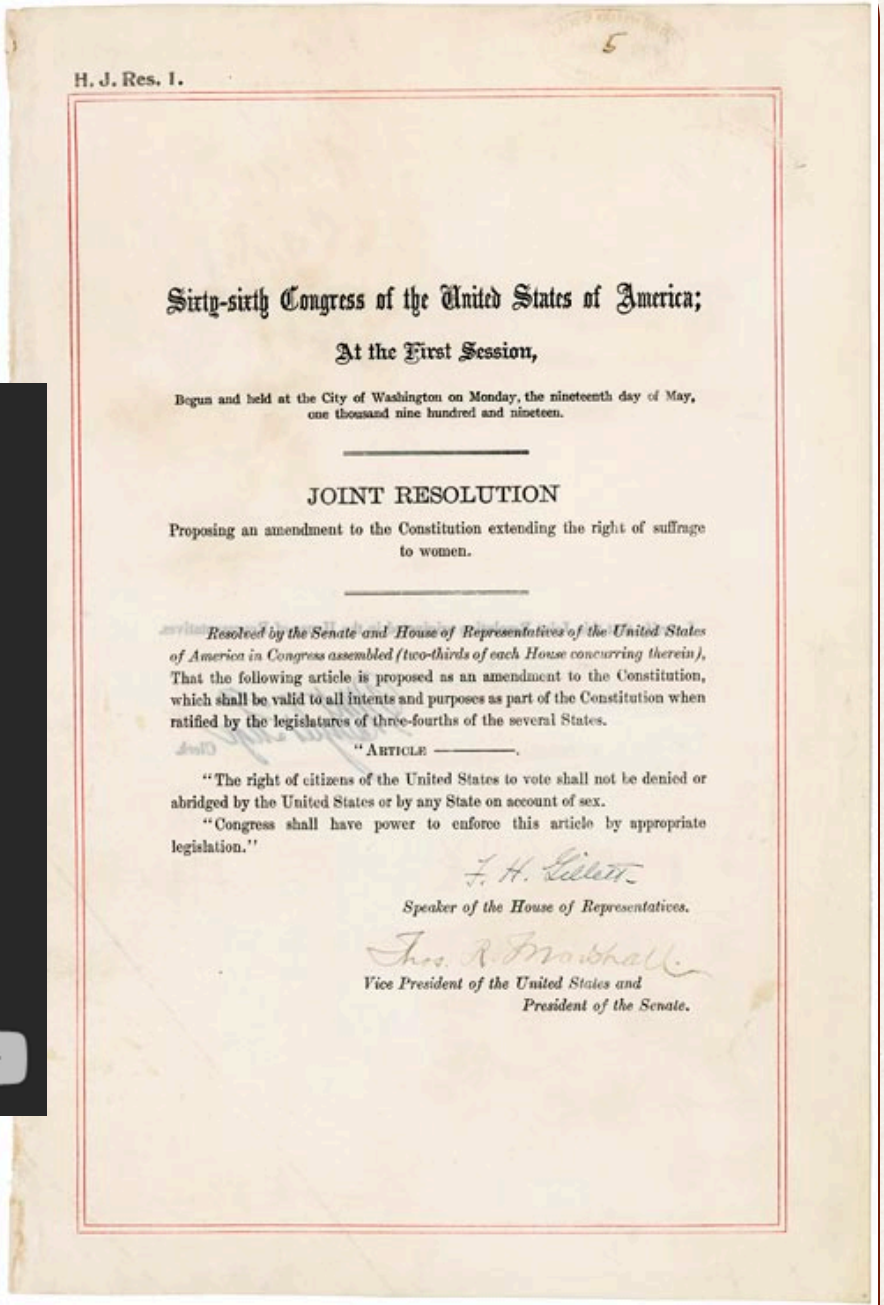 5
H. J. Res. 1.
Sixty-sixth Congress of the United States of America;
At the First Session,
Begun and held at the City of Washington on Monday, the nineteenth day of May,
one thousand nine hundred and nineteen.
JOINT RESOLUTION
Proposing an amendment to the Constitution extending the right of suffrage
to women.
Resolved by the Senate and House of Representatives of the United States
of America in Congress assembled (two-thirds of each House concurring therein),
That the following article is proposed as an amendment to the Constitution,
which shall be valid to all intents and purposes as part of the Constitution when
ratified by the legislatures of three-fourths of the several States.
"ARTICLE ————.
"The right of citizens of the United States to vote shall not be denied or
abridged by the United States or by any State on account of sex.
"Congress shall have power to enforce this article by appropriate
legislation."
F. H. Gillett
Speaker of the House of Representatives.
Thos. R. Marshall.
Vice President of the United States and
President of the Senate.